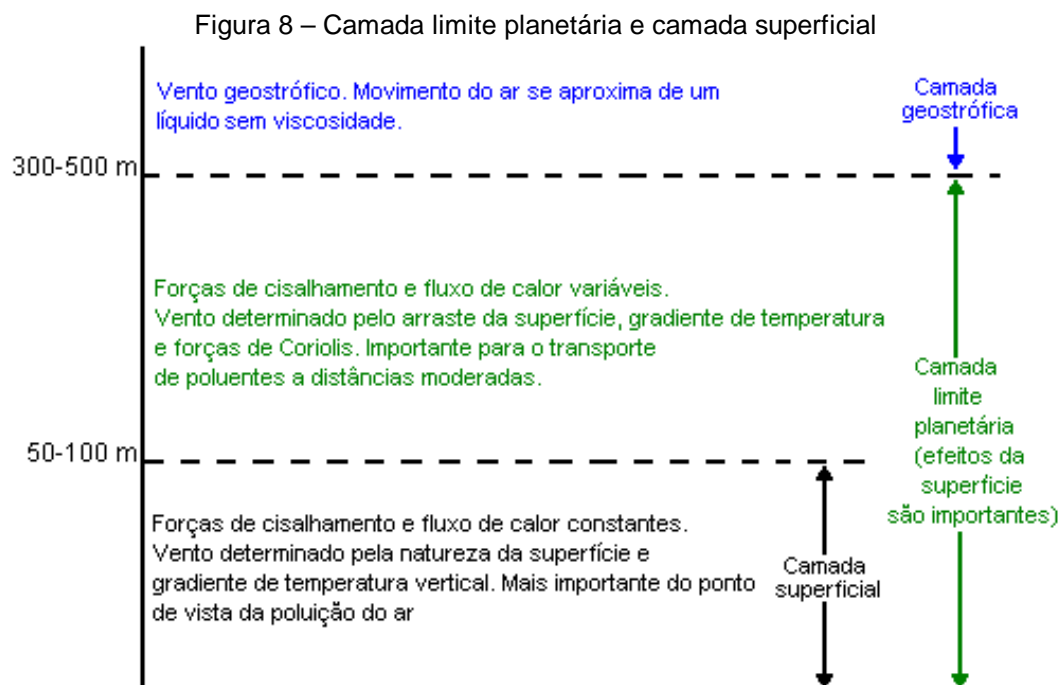 Figura 8 – Camada limite planetária e camada superficial
Vento geostrófico. Movimento do ar se aproxima de um
líquido sem viscosidade.
Camada
geostrófica
300-500 m
Forças de cisalhamento e fluxo de calor variáveis.
Vento determinado pelo arraste da superfície, gradiente de temperatura
e forças de Coriolis. Importante para o transporte
de poluentes a distâncias moderadas.
Camada
limite
planetária
(efeitos da
superficie
são importantes)
50-100 m
Forças de cisalhamento e fluxo de calor constantes.
Vento determinado pela natureza da superfície e
gradiente de temperatura vertical. Mais importante do ponto
de vista da poluição do ar
Camada
superficial